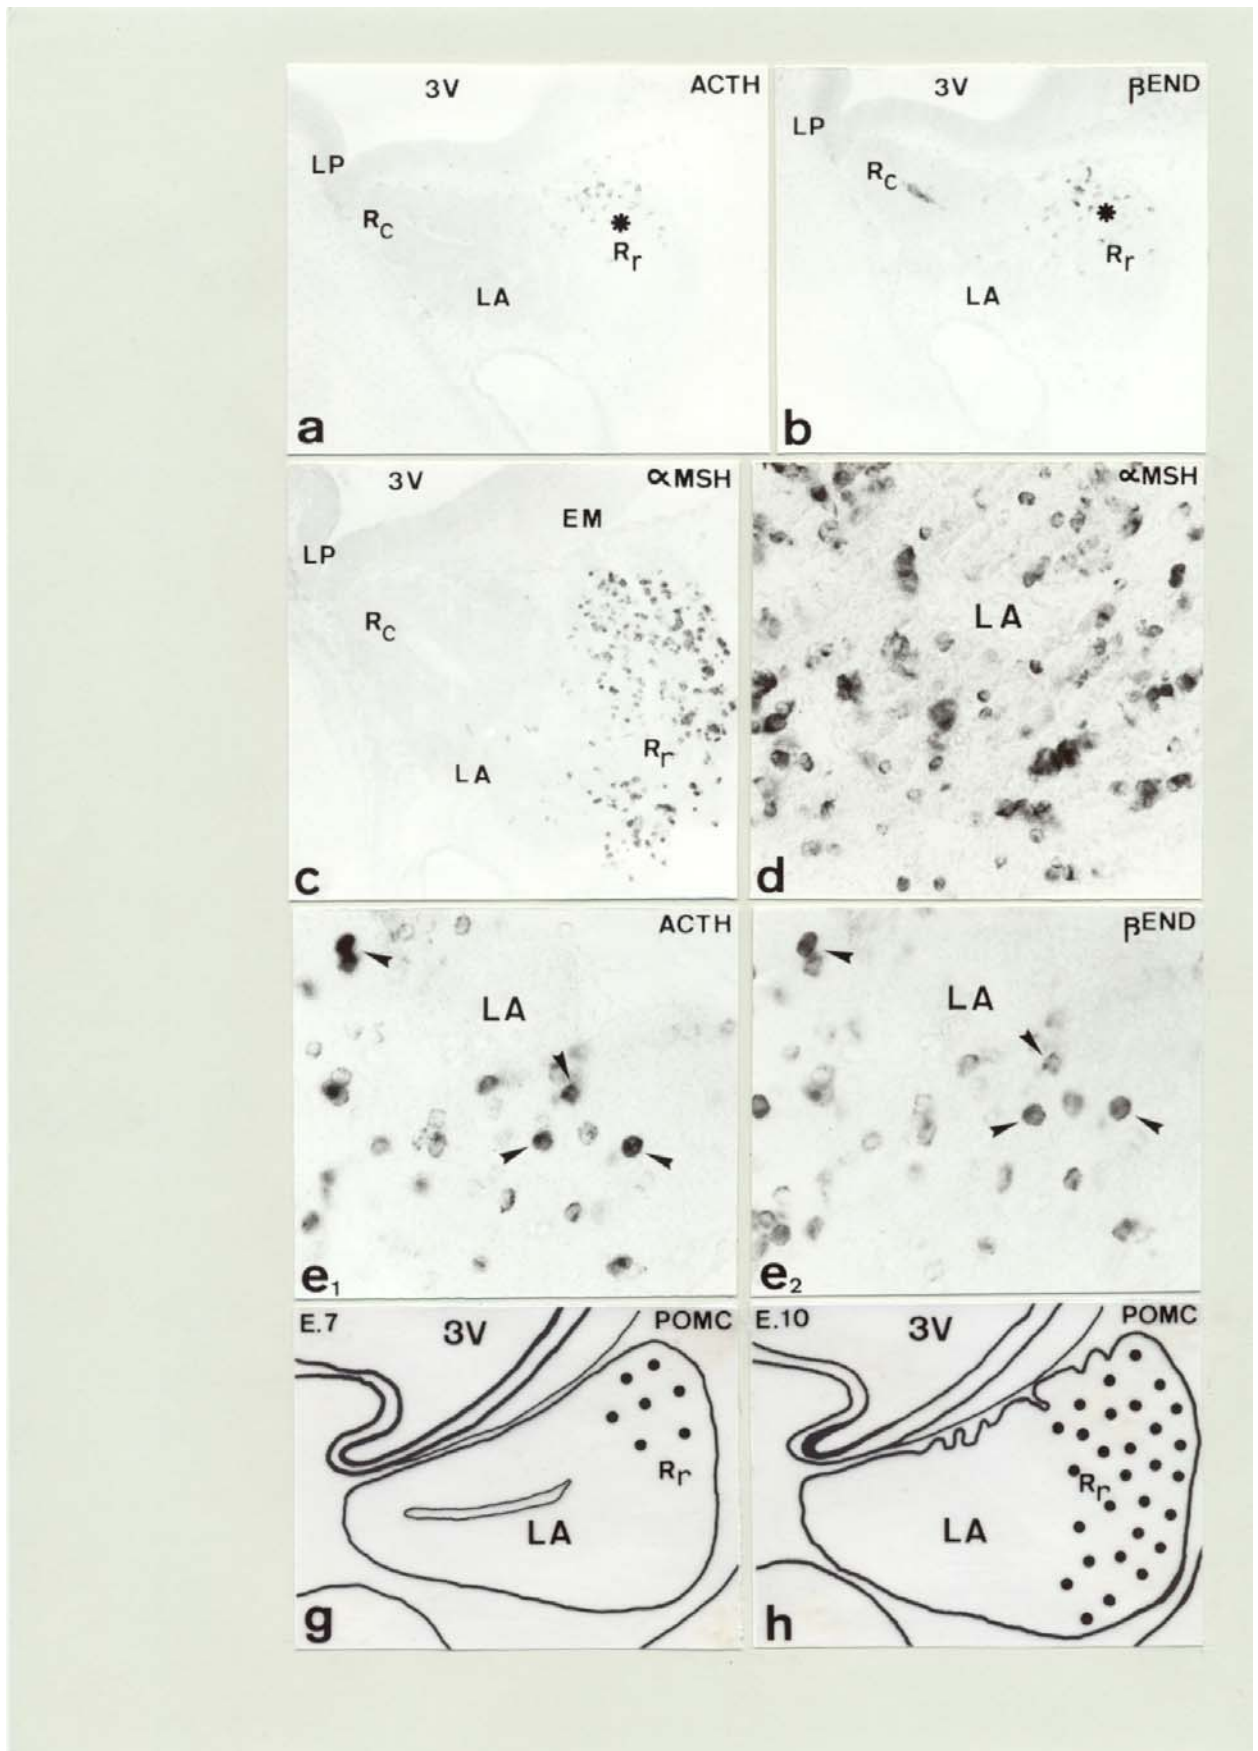 3V ACTH
LP
Rc
Rr
LA
a
3V βEND
LP
Rc
Rr
LA
b
3V αMSH
EM
LP
Rc
Rr
LA
c
αMSH
LA
d
ACTH
LA
e1
βEND
LA
e2
E.7 3V POMC
Rr
LA
g
E.10 3V POMC
Rr
LA
h